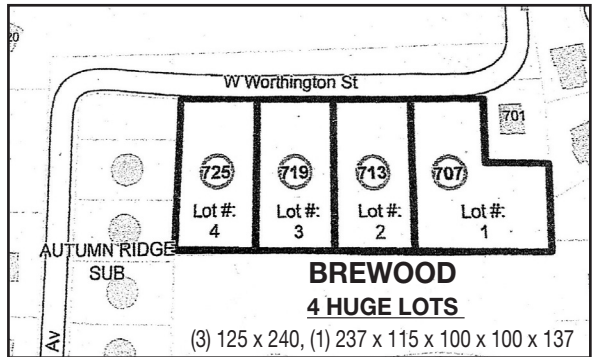 20
W Worthington St
701
725
719
713
707
Lot #: 4
Lot #: 3
Lot #: 2
Lot #: 1
AUTUMN RIDGE
SUB
Av
BREWOOD
4 HUGE LOTS
(3) 125 x 240, (1) 237 x 115 x 100 x 100 x 137